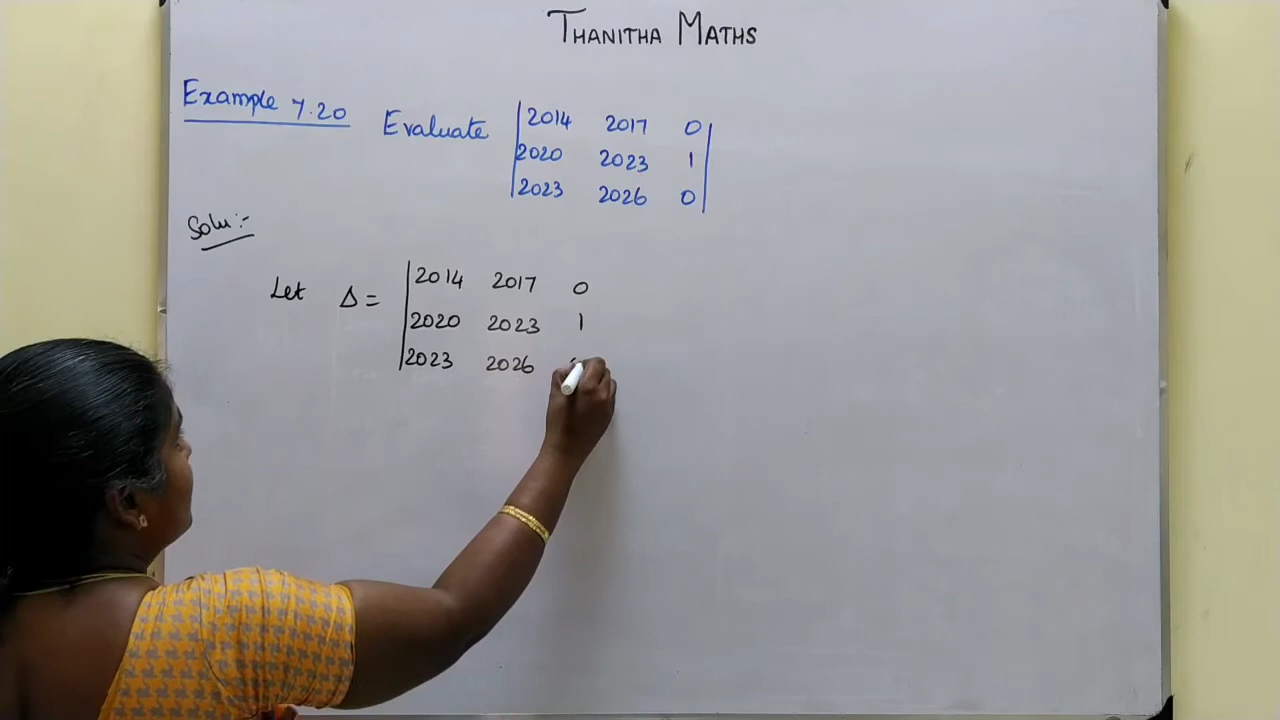 THANITHA MATHS
Example 7.20 Evaluate | 2014 2017 0 |
| 2020 2023 1 |
| 2023 2026 0 |
Solu:-
Let Δ = | 2014 2017 0
| 2020 2023 1
| 2023 2026